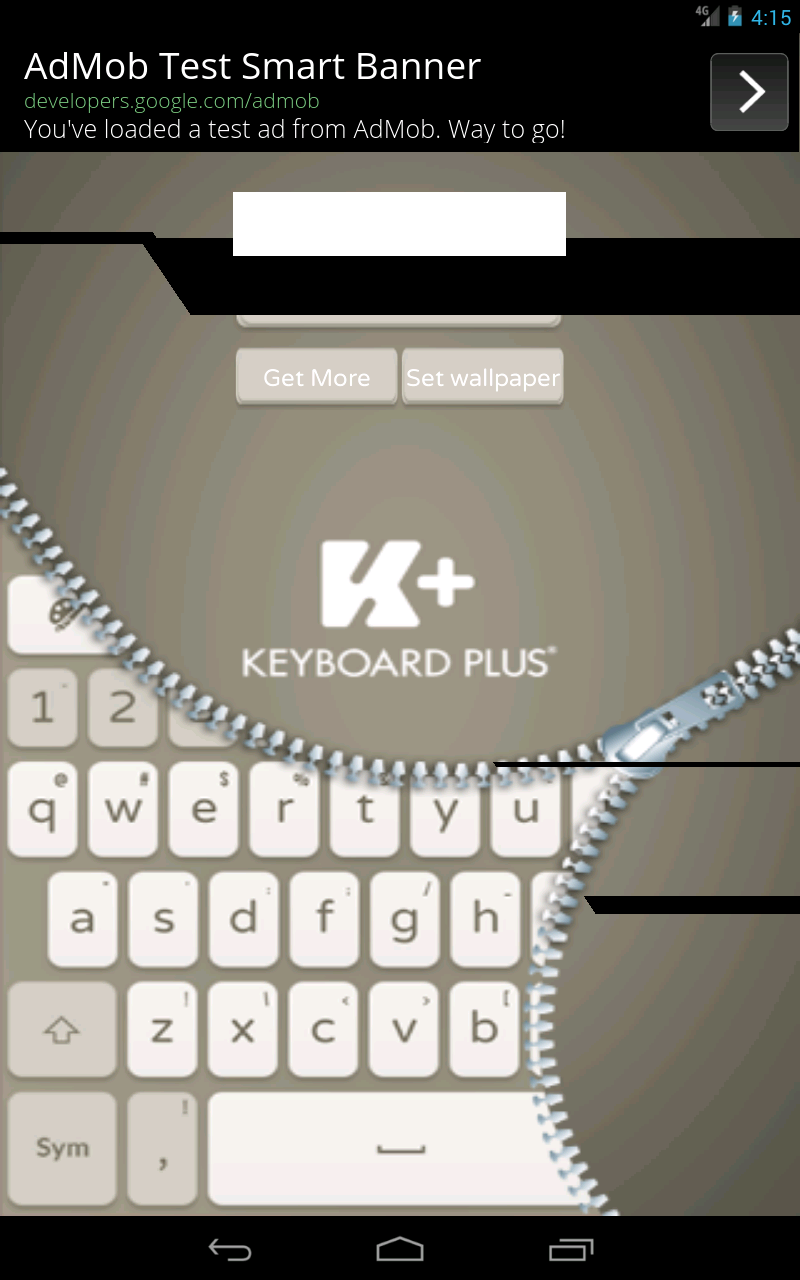 4G 4:15
AdMob Test Smart Banner
developers.google.com/admob
You've loaded a test ad from AdMob. Way to go!
Get More Set wallpaper
K+
KEYBOARD PLUS®
1 2
@ # $ %
q w e r t y u
: ; / -
a s d f g h
! \ < > [
z x c v b
!
Sym ,